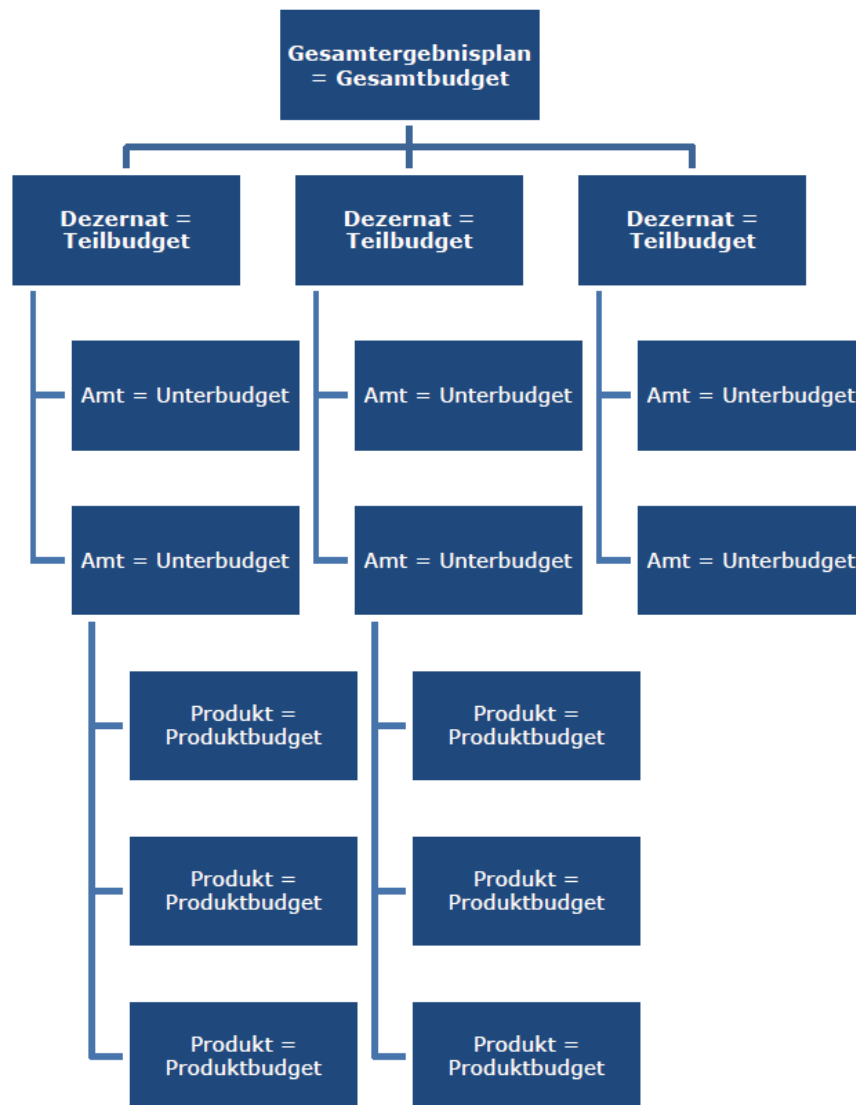 Gesamtergebnisplan
= Gesamtbudget
Dezernat =
Teilbudget
Dezernat =
Teilbudget
Dezernat =
Teilbudget
Amt = Unterbudget
Amt = Unterbudget
Amt = Unterbudget
Amt = Unterbudget
Amt = Unterbudget
Amt = Unterbudget
Produkt =
Produktbudget
Produkt =
Produktbudget
Produkt =
Produktbudget
Produkt =
Produktbudget
Produkt =
Produktbudget
Produkt =
Produktbudget